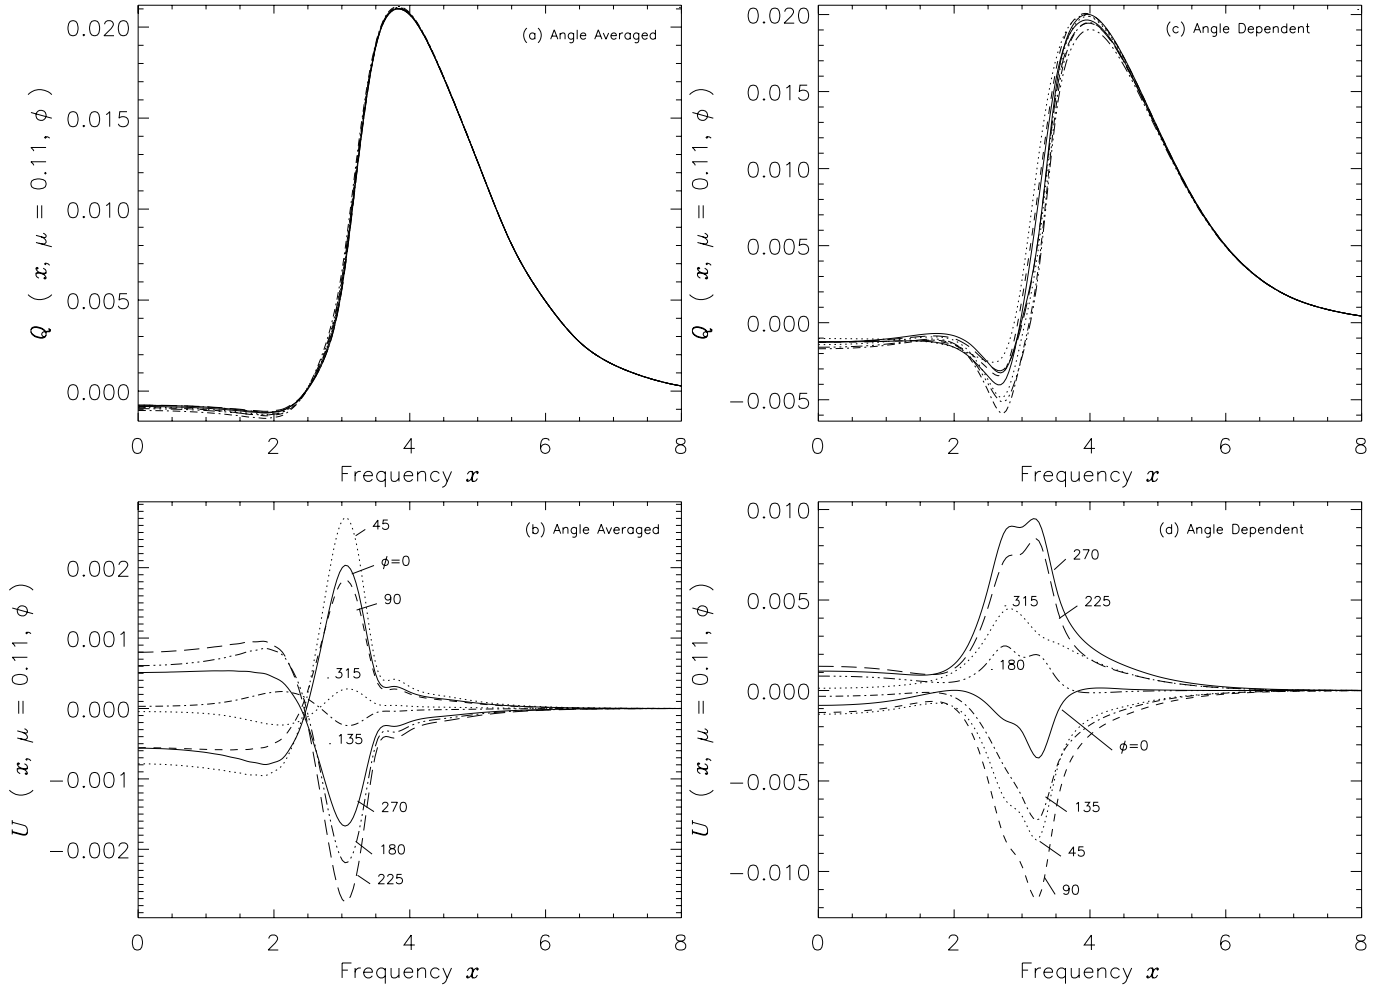 (a) Angle Averaged
Q ( x, μ = 0.11, ϕ )
0.020
0.015
0.010
0.005
0.000
0 2 4 6 8
Frequency x
(c) Angle Dependent
Q ( x, μ = 0.11, ϕ )
0.020
0.015
0.010
0.005
0.000
−0.005
0 2 4 6 8
Frequency x
(b) Angle Averaged
U ( x, μ = 0.11, ϕ )
0.002
0.001
0.000
−0.001
−0.002
45
ϕ=0
90
315
135
270
180
225
0 2 4 6 8
Frequency x
(d) Angle Dependent
U ( x, μ = 0.11, ϕ )
0.010
0.005
0.000
−0.005
−0.010
270
315
225
180
ϕ=0
135
45
90
0 2 4 6 8
Frequency x